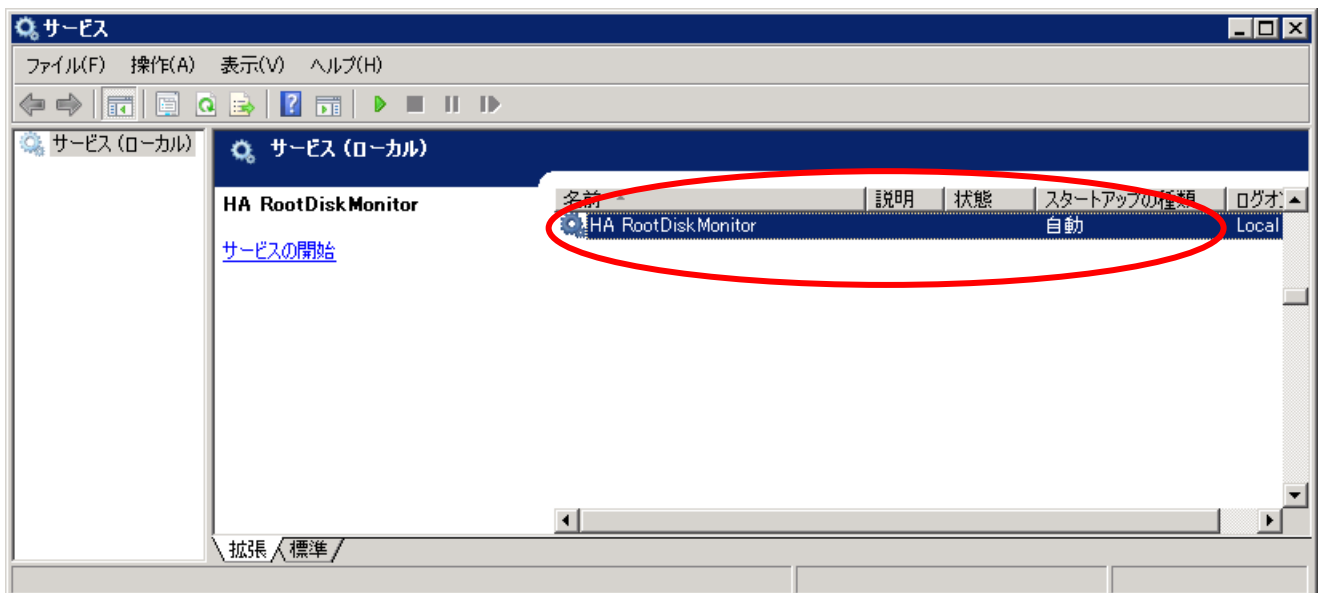 サービス
ファイル(F) 操作(A) 表示(V) ヘルプ(H)
サービス (ローカル)
サービス (ローカル)
HA RootDiskMonitor
サービスの開始
名前 説明 状態 スタートアップの種類 ログオン
HA RootDiskMonitor 自動 Local
拡張 標準